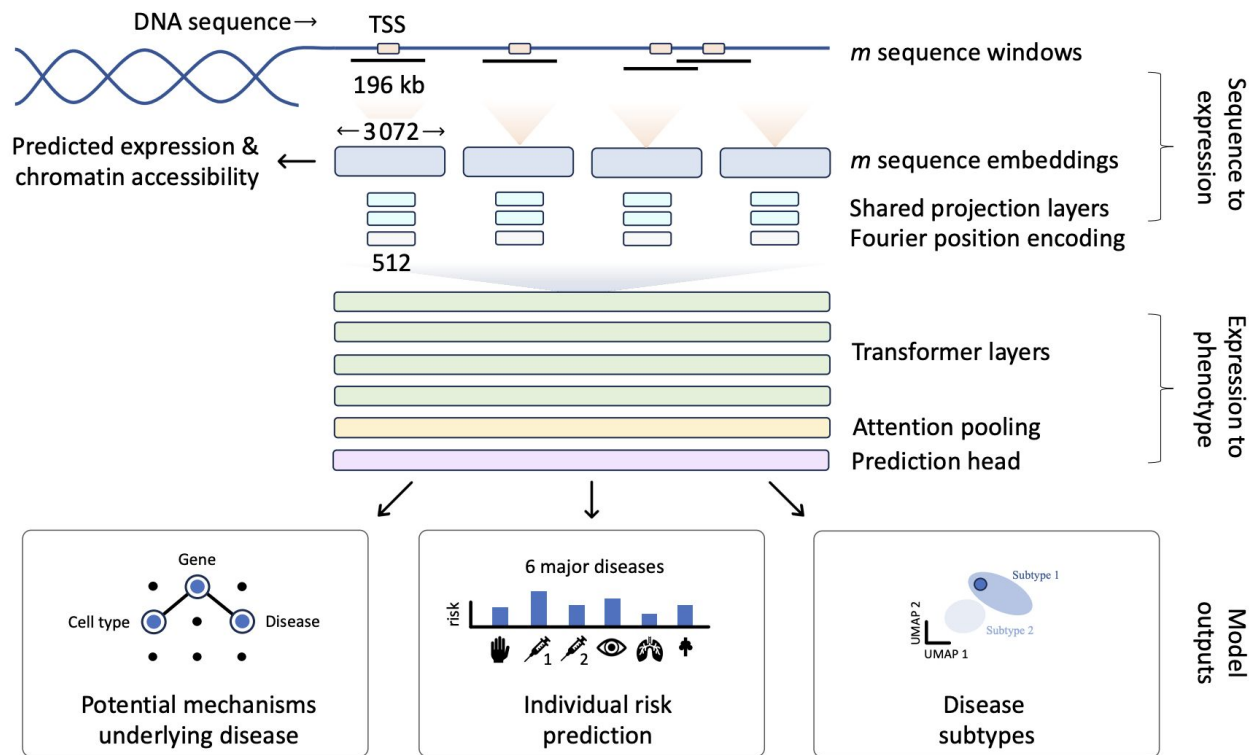 DNA sequence→
TSS
m sequence windows
196 kb
Sequence to
expression
←3072→
Predicted expression &
chromatin accessibility
m sequence embeddings
Shared projection layers
Fourier position encoding
512
Transformer layers
Expression to
phenotype
Attention pooling
Prediction head
Gene
Cell type
Disease
Potential mechanisms
underlying disease
6 major diseases
risk
1
2
Individual risk
prediction
Subtype 1
Subtype 2
UMAP 2
UMAP 1
Disease
subtypes
Model
outputs